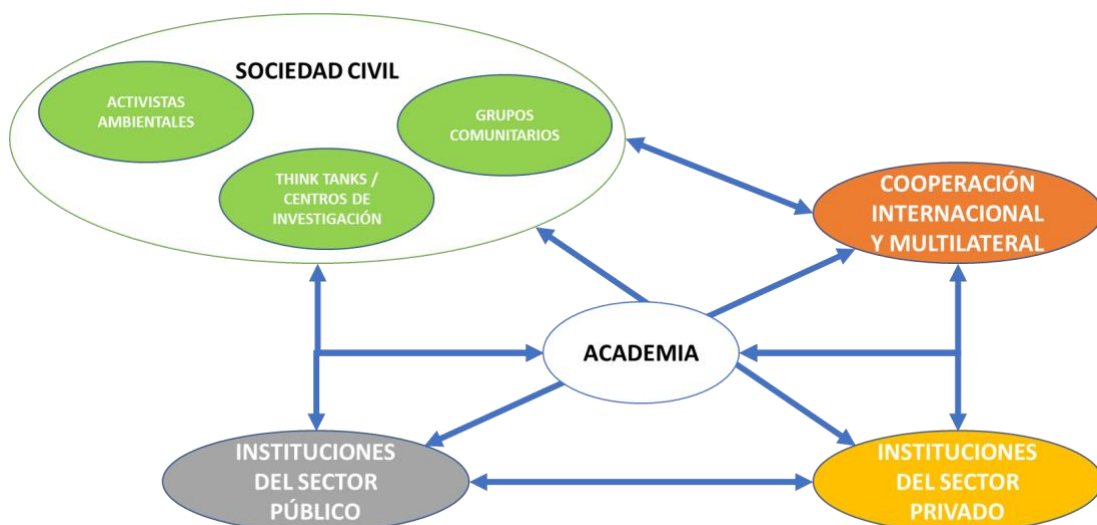 SOCIEDAD CIVIL
ACTIVISTAS
AMBIENTALES
GRUPOS
COMUNITARIOS
THINK TANKS /
CENTROS DE
INVESTIGACIÓN
COOPERACIÓN
INTERNACIONAL
Y MULTILATERAL
ACADEMIA
INSTITUCIONES
DEL SECTOR
PÚBLICO
INSTITUCIONES
DEL SECTOR
PRIVADO